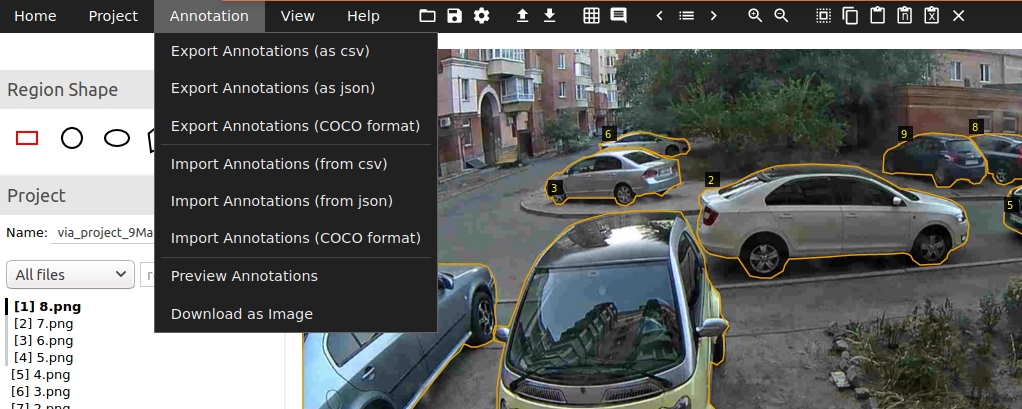 Home Project Annotation View Help
Export Annotations (as csv)
Region Shape
Export Annotations (as json)
Export Annotations (COCO format)
Import Annotations (from csv)
Import Annotations (from json)
Import Annotations (COCO format)
Preview Annotations
Download as Image
Project
Name: via_project_9Ma
All files
[1] 8.png
[2] 7.png
[3] 6.png
[4] 5.png
[5] 4.png
[6] 3.png
[7] 2.png
6
3
2
9
8
5